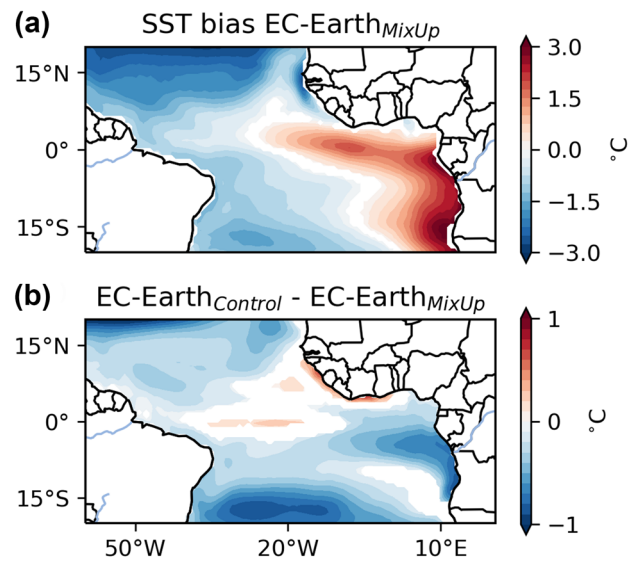 (a) SST bias EC-Earth_MixUp
15°N
0°
15°S
3.0
1.5
0.0
−1.5
−3.0
°C
(b) EC-Earth_Control - EC-Earth_MixUp
15°N
0°
15°S
50°W
20°W
10°E
1
0
−1
°C